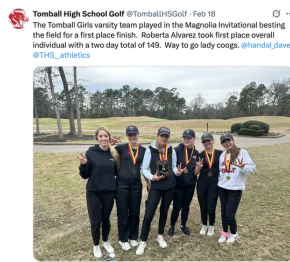 Tomball High School Golf @TomballHSGolf · Feb 18
The Tomball Girls varsity team played in the Magnolia Invitational besting
the field for a first place finish.  Roberta Alvarez took first place overall
individual with a two day total of 149.  Way to go lady coogs. @handal_dave
@THS__athletics